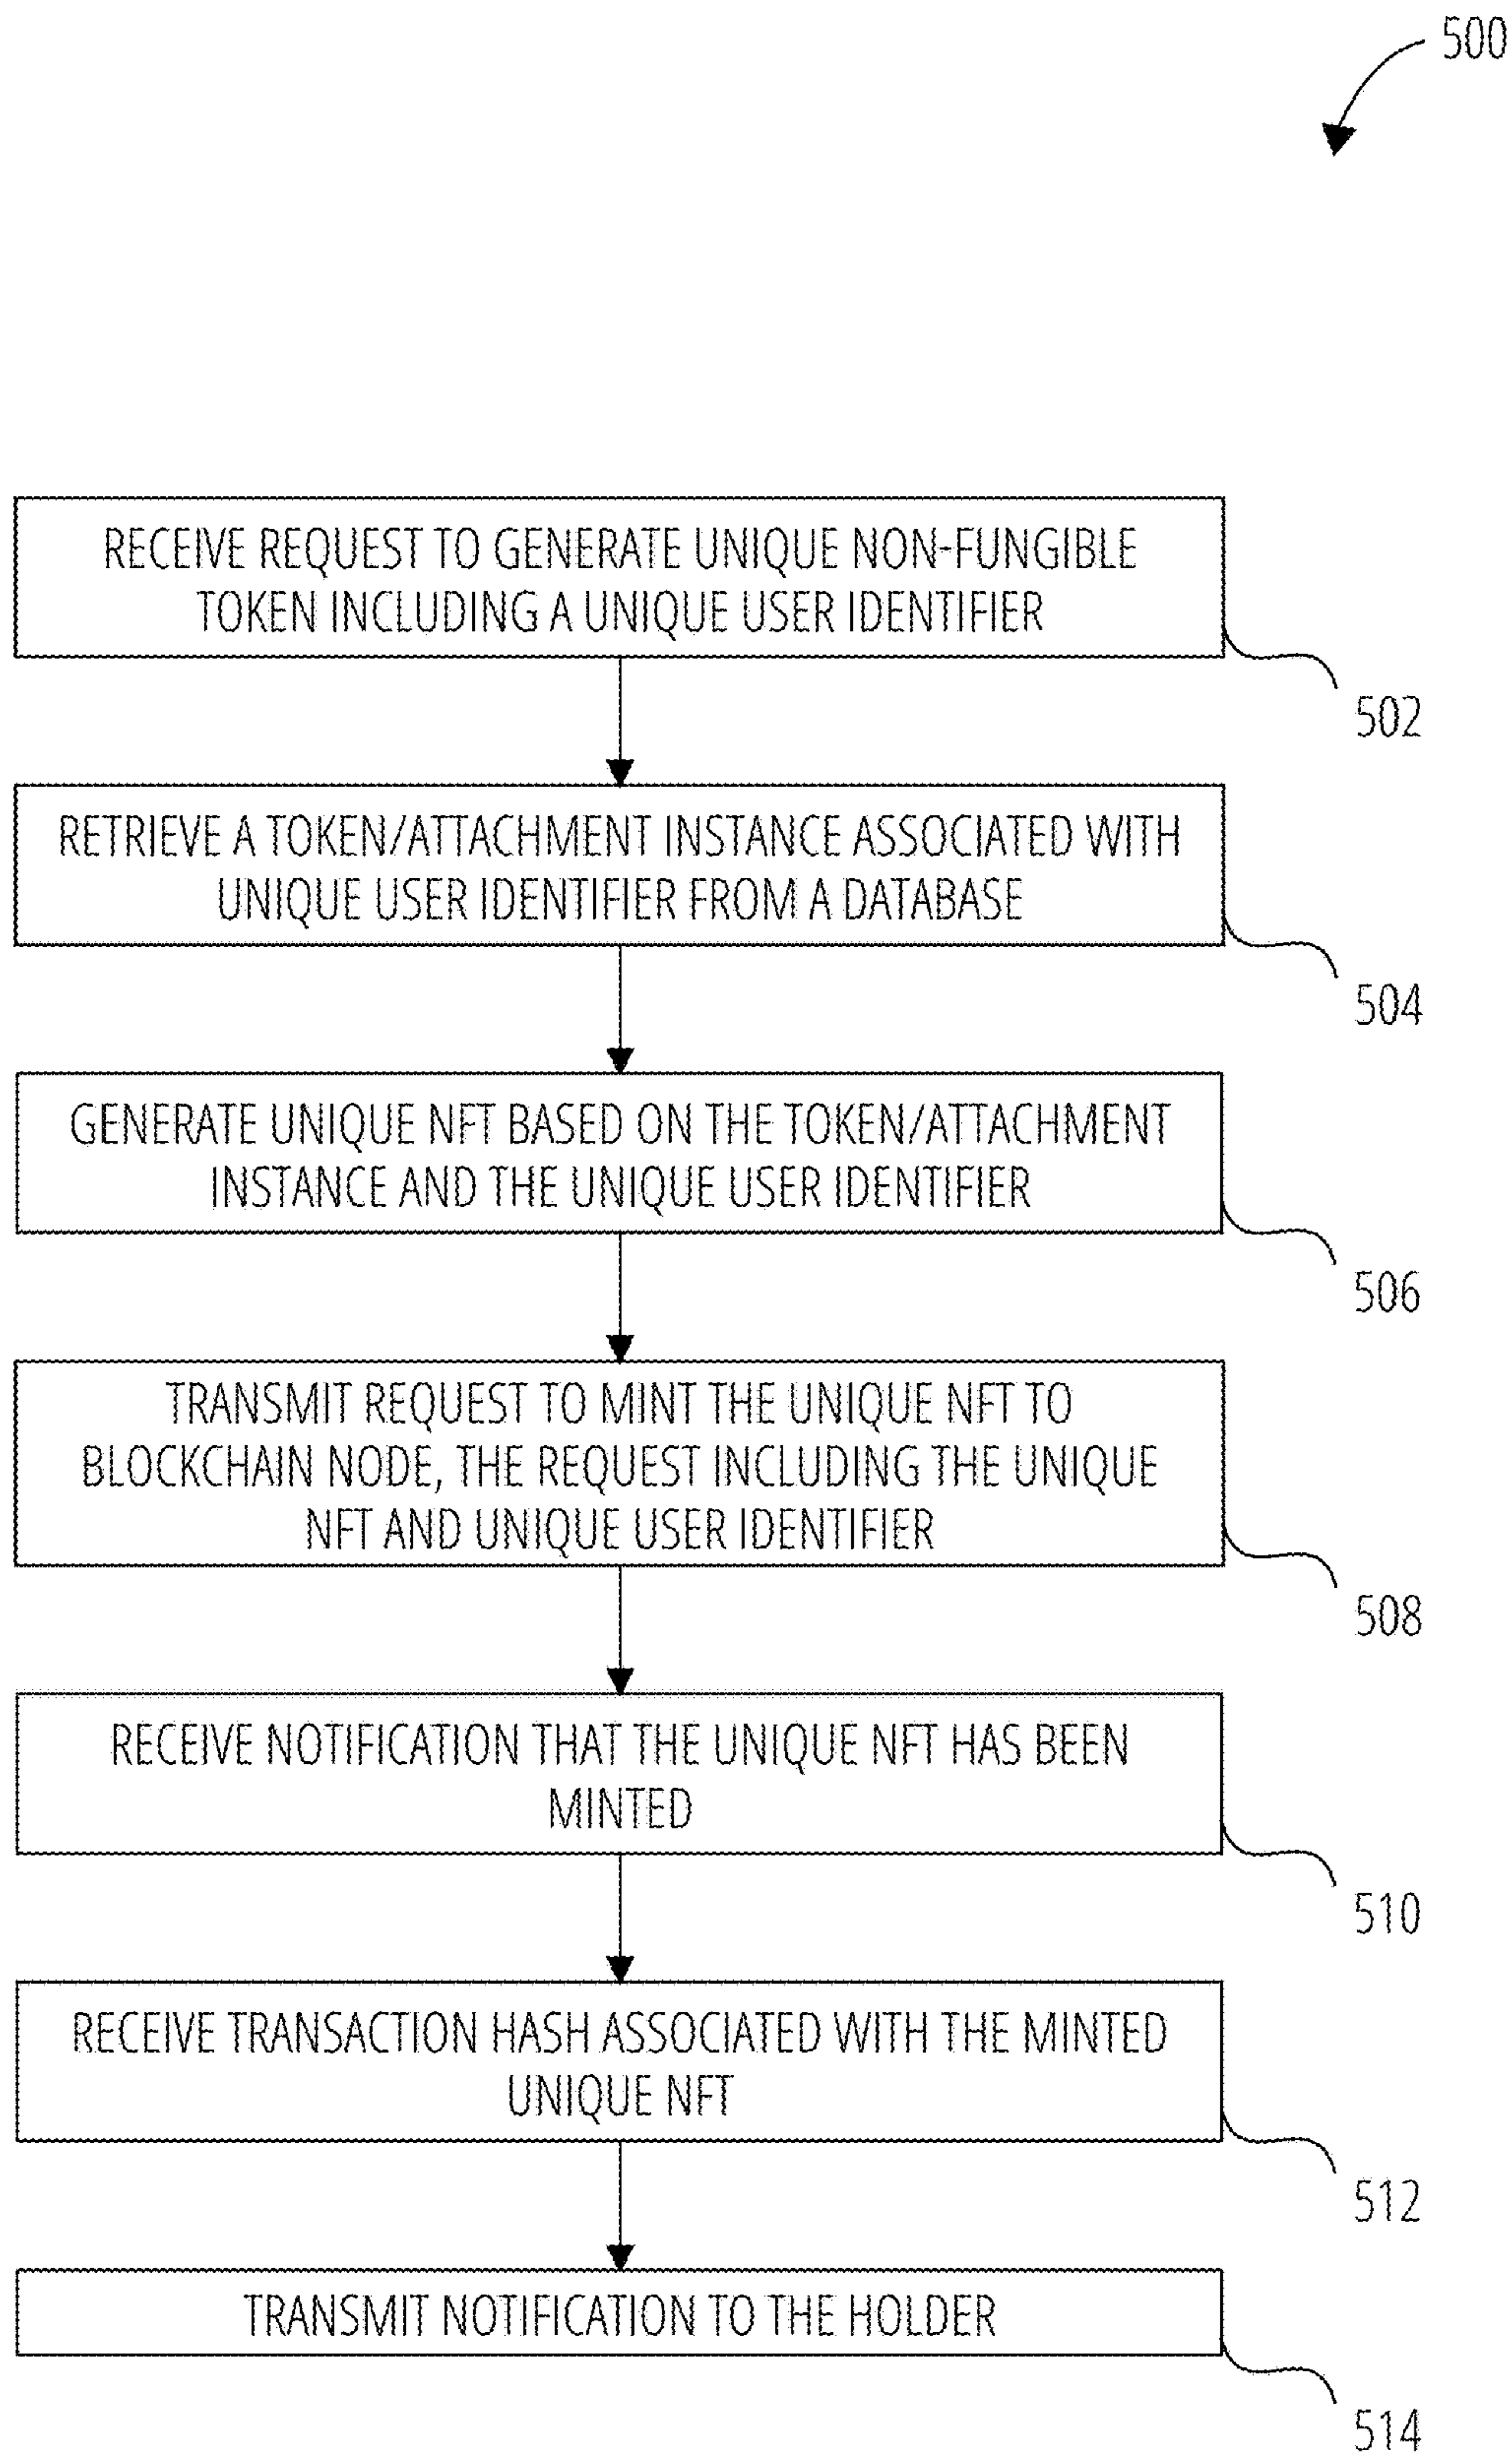 500
RECEIVE REQUEST TO GENERATE UNIQUE NON-FUNGIBLE
TOKEN INCLUDING A UNIQUE USER IDENTIFIER
502
RETRIEVE A TOKEN/ATTACHMENT INSTANCE ASSOCIATED WITH
UNIQUE USER IDENTIFIER FROM A DATABASE
504
GENERATE UNIQUE NFT BASED ON THE TOKEN/ATTACHMENT
INSTANCE AND THE UNIQUE USER IDENTIFIER
506
TRANSMIT REQUEST TO MINT THE UNIQUE NFT TO
BLOCKCHAIN NODE, THE REQUEST INCLUDING THE UNIQUE
NFT AND UNIQUE USER IDENTIFIER
508
RECEIVE NOTIFICATION THAT THE UNIQUE NFT HAS BEEN
MINTED
510
RECEIVE TRANSACTION HASH ASSOCIATED WITH THE MINTED
UNIQUE NFT
512
TRANSMIT NOTIFICATION TO THE HOLDER
514